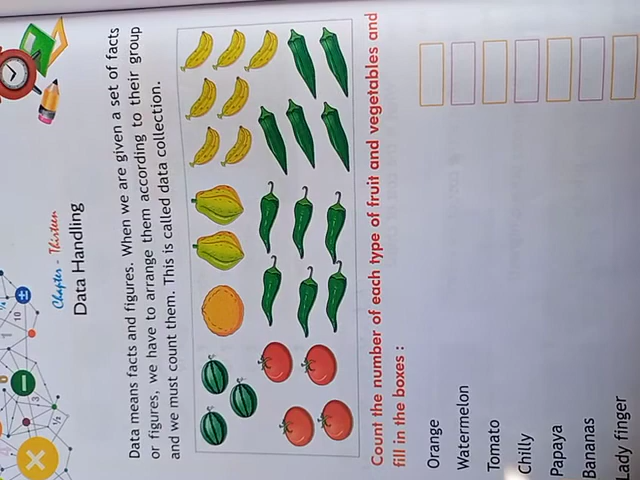 Chapter - Thirteen
Data Handling
Data means facts and figures. When we are given a set of facts
or figures, we have to arrange them according to their group
and we must count them. This is called data collection.
Count the number of each type of fruit and vegetables and
fill in the boxes :
Orange
Watermelon
Tomato
Chilly
Papaya
Bananas
Lady finger